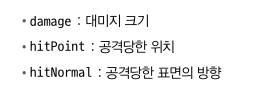 • damage : 대미지 크기
• hitPoint : 공격당한 위치
• hitNormal : 공격당한 표면의 방향